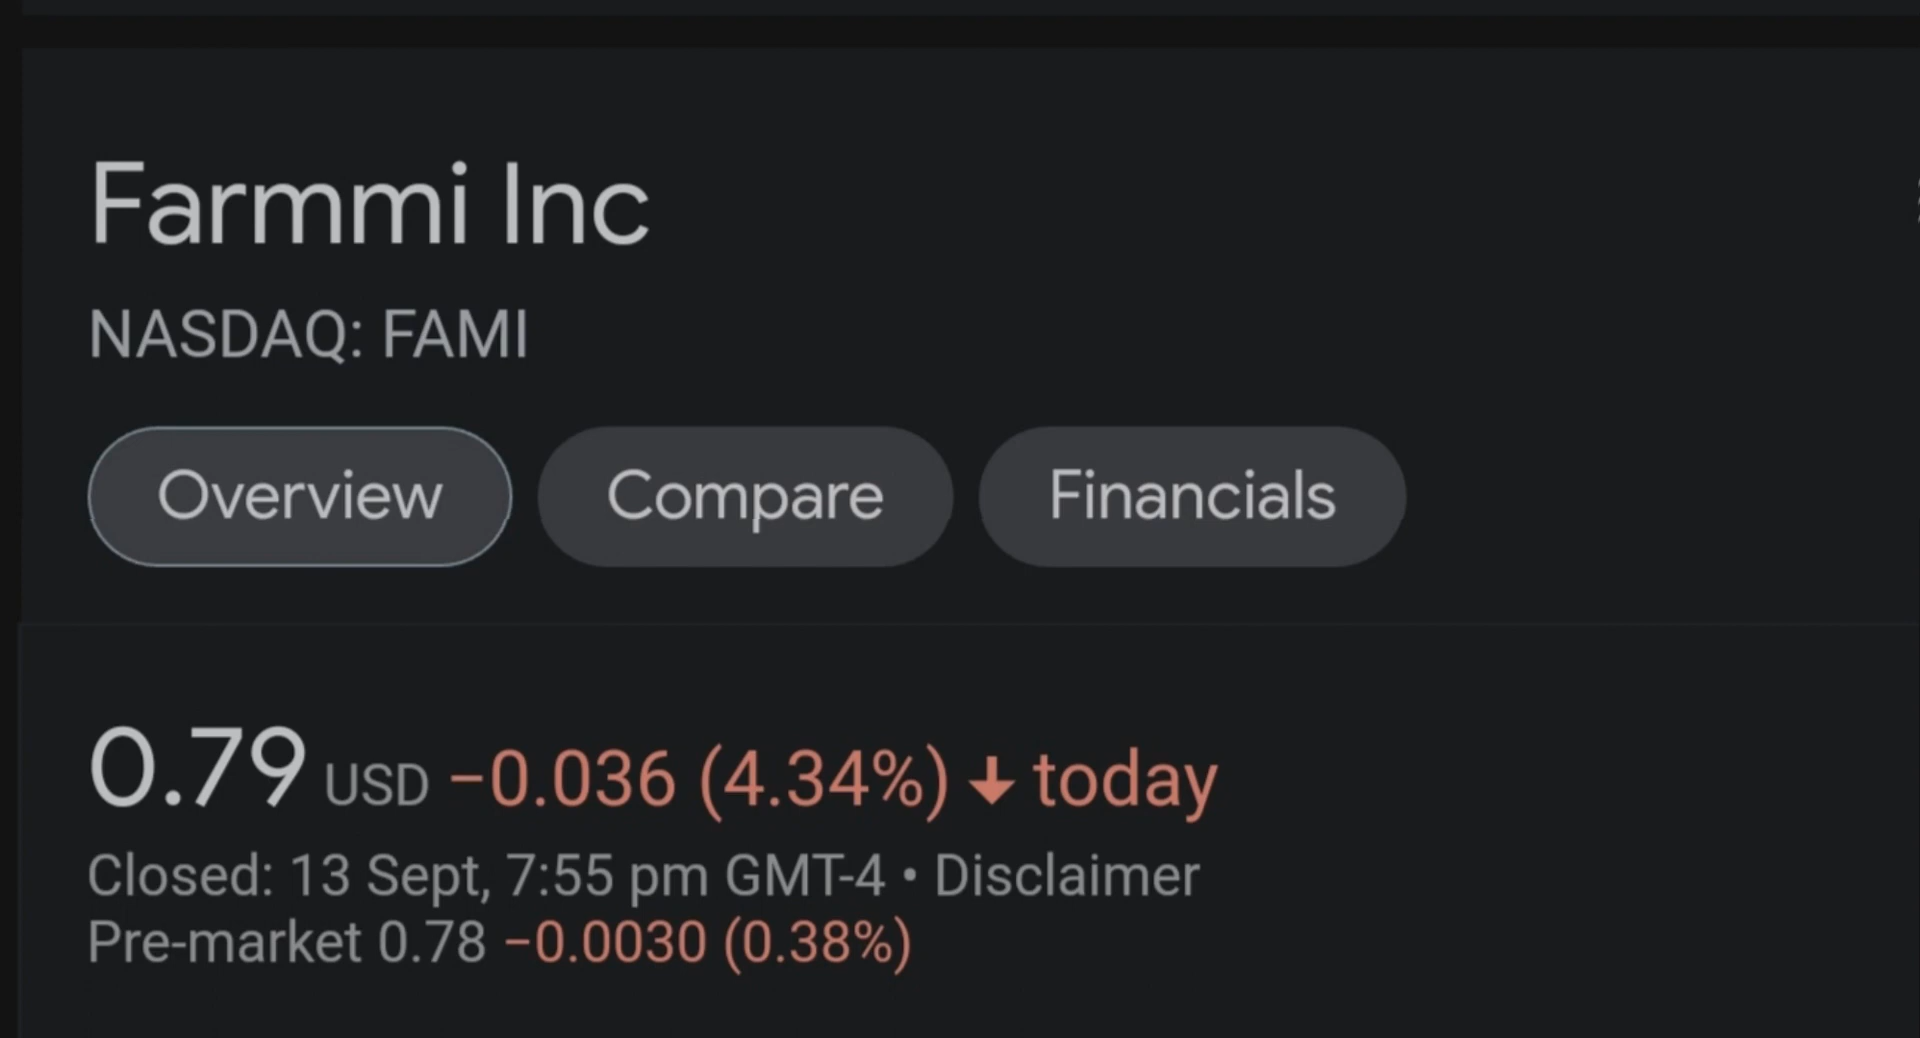 Farmmi Inc
NASDAQ: FAMI
Overview Compare Financials
0.79 USD −0.036 (4.34%) ↓ today
Closed: 13 Sept, 7:55 pm GMT-4 • Disclaimer
Pre-market 0.78 −0.0030 (0.38%)